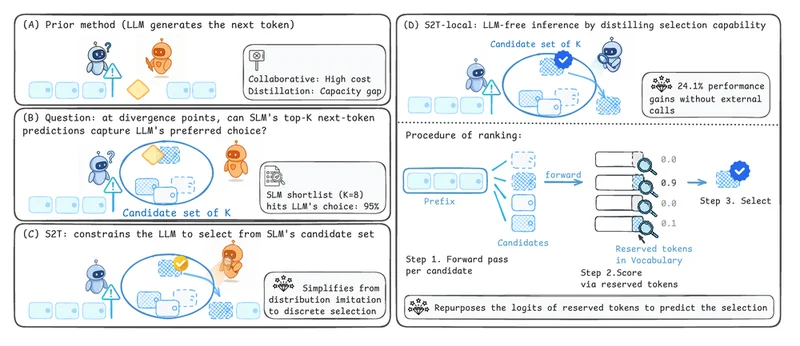 (A) Prior method (LLM generates the next token)
?
Collaborative: High cost
Distillation: Capacity gap
(B) Question: at divergence points, can SLM's top-K next-token
predictions capture LLM's preferred choice?
?
Candidate set of K
SLM shortlist (K=8)
hits LLM's choice: 95%
(C) S2T: constrains the LLM to select from SLM's candidate set
Simplifies from
distribution imitation
to discrete selection
(D) S2T-local: LLM-free inference by distilling selection capability
Candidate set of K
24.1% performance
gains without external
calls
Procedure of ranking:
Prefix
Candidates
forward
0.0
0.9
0.0
0.1
Reserved tokens
in Vocabulary
Step 1. Forward pass
per candidate
Step 2.Score
via reserved tokens
Step 3. Select
Repurposes the logits of reserved tokens to predict the selection